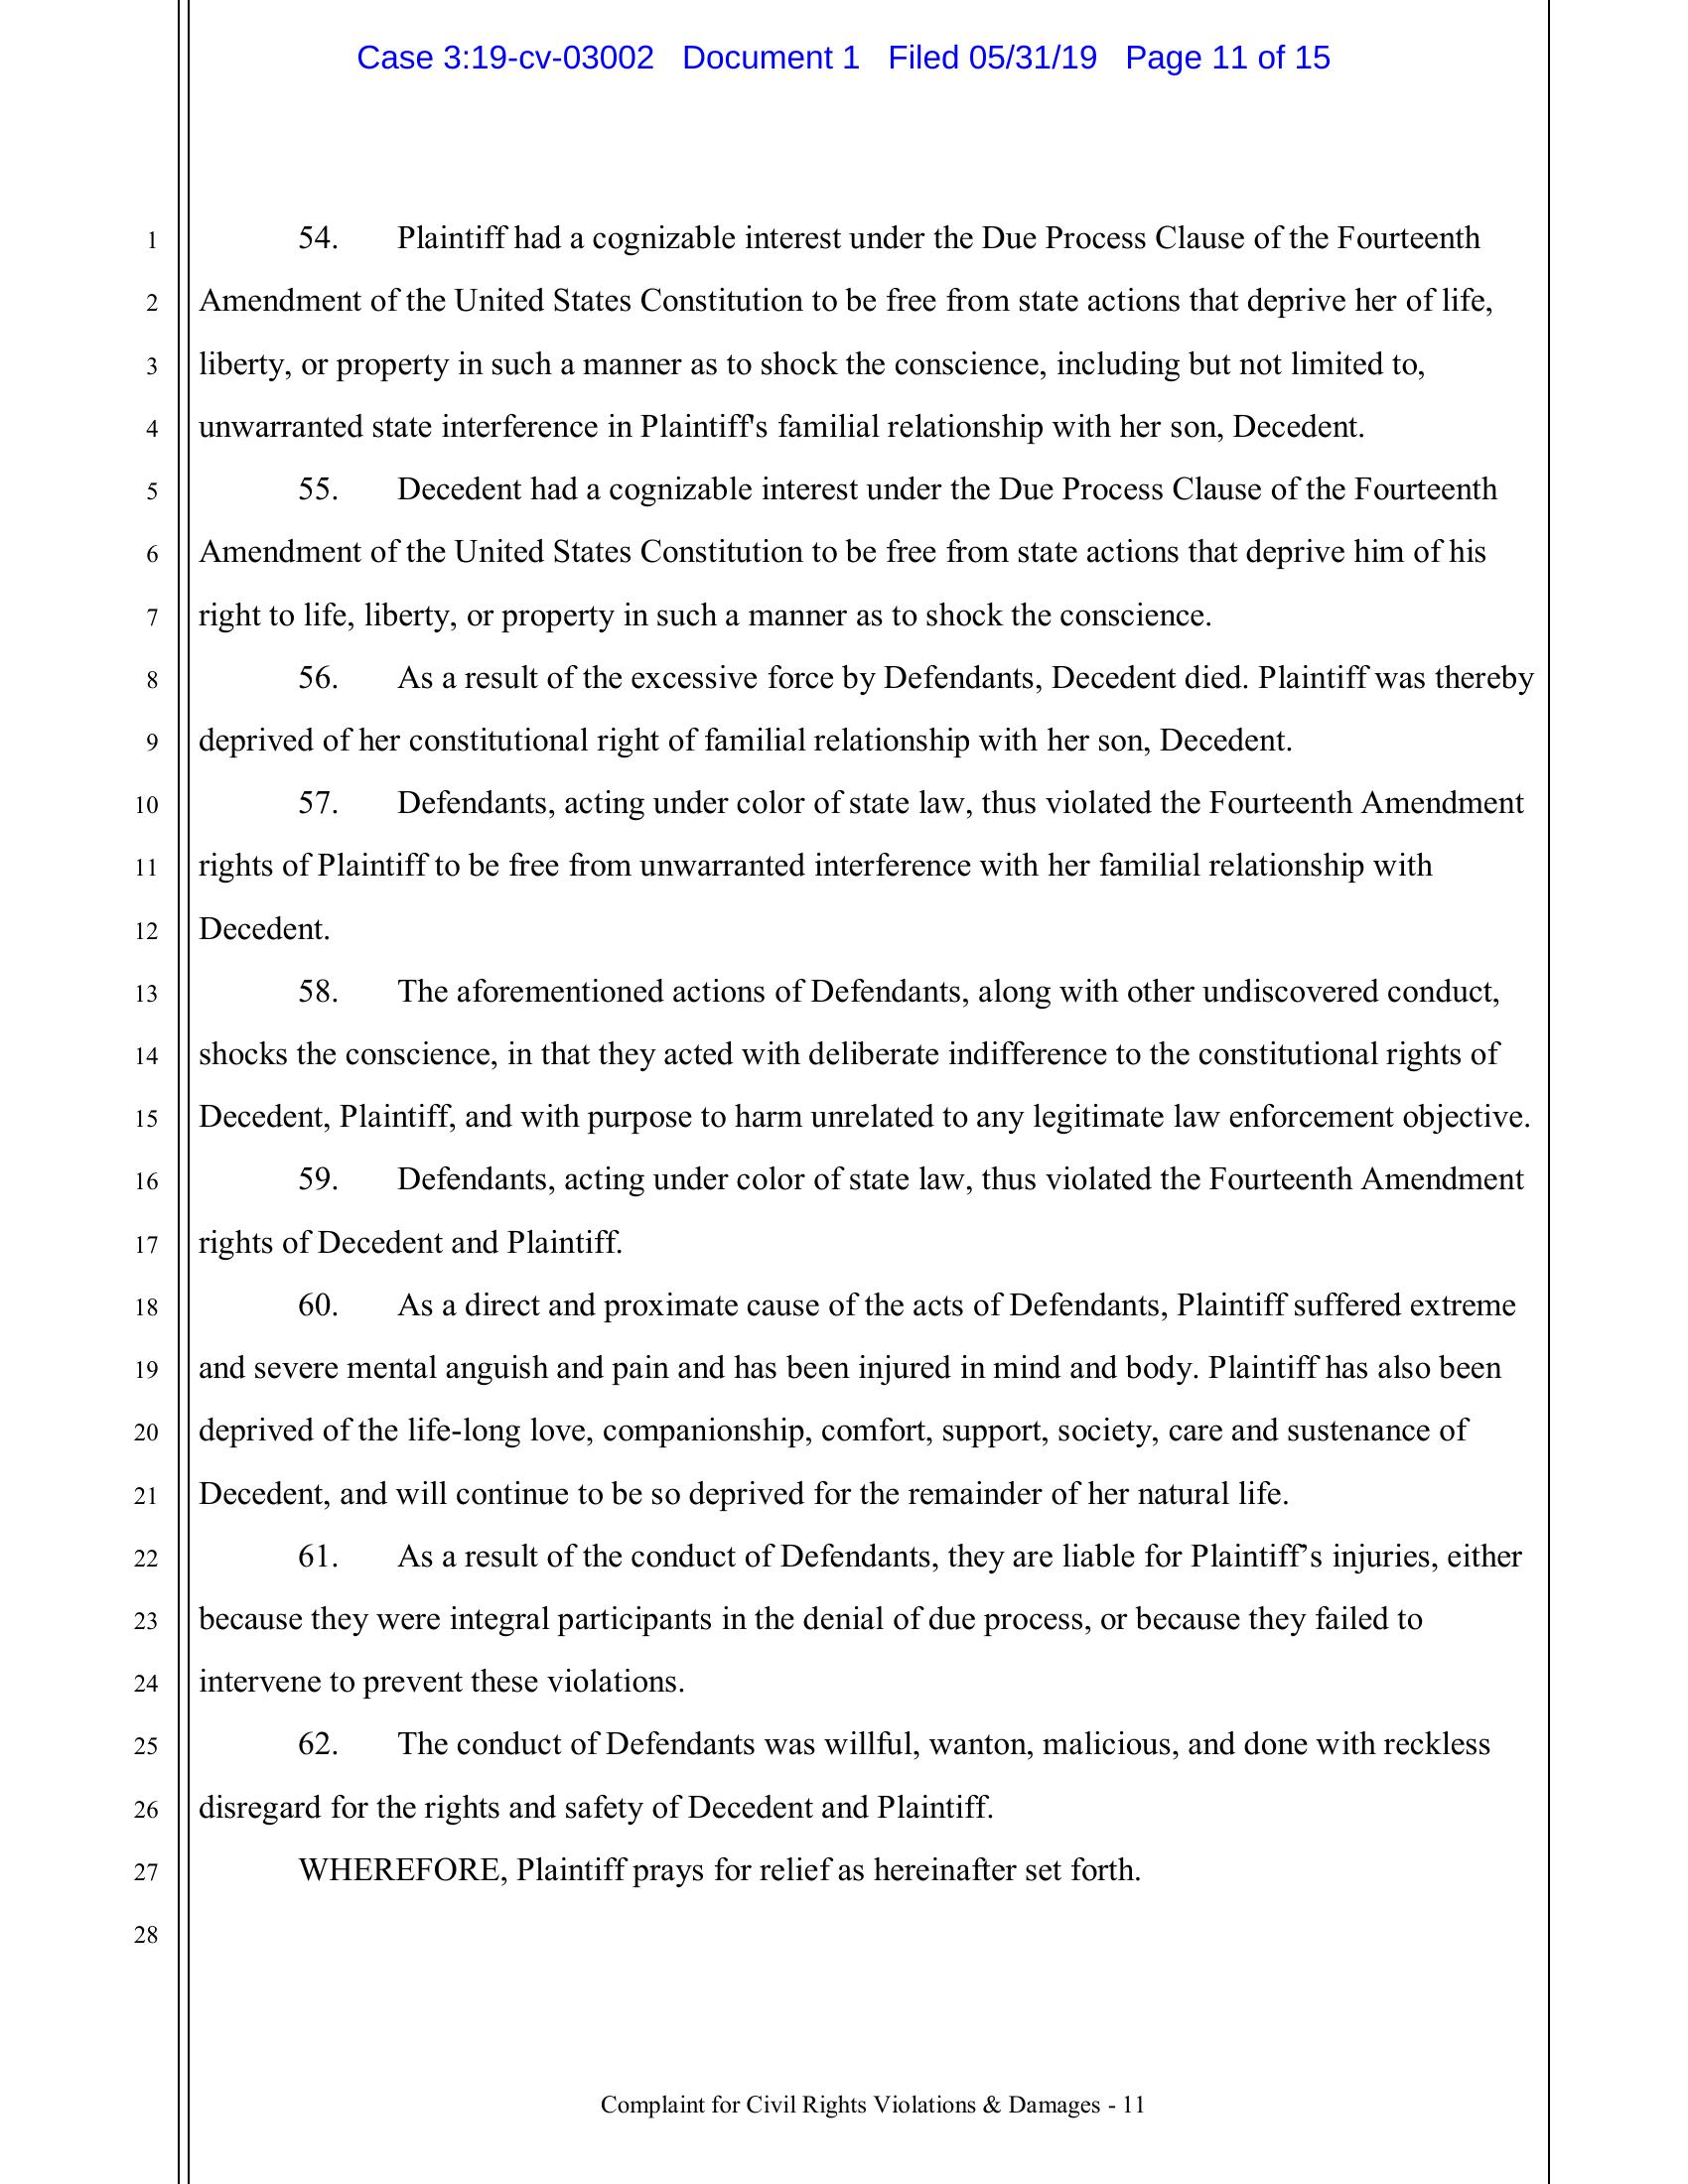 Case 3:19-cv-03002 Document 1 Filed 05/31/19 Page 11 of 15
1 54. Plaintiff had a cognizable interest under the Due Process Clause of the Fourteenth
2 Amendment of the United States Constitution to be free from state actions that deprive her of life,
3 liberty, or property in such a manner as to shock the conscience, including but not limited to,
4 unwarranted state interference in Plaintiff's familial relationship with her son, Decedent.
5 55. Decedent had a cognizable interest under the Due Process Clause of the Fourteenth
6 Amendment of the United States Constitution to be free from state actions that deprive him of his
7 right to life, liberty, or property in such a manner as to shock the conscience.
8 56. As a result of the excessive force by Defendants, Decedent died. Plaintiff was thereby
9 deprived of her constitutional right of familial relationship with her son, Decedent.
10 57. Defendants, acting under color of state law, thus violated the Fourteenth Amendment
11 rights of Plaintiff to be free from unwarranted interference with her familial relationship with
12 Decedent.
13 58. The aforementioned actions of Defendants, along with other undiscovered conduct,
14 shocks the conscience, in that they acted with deliberate indifference to the constitutional rights of
15 Decedent, Plaintiff, and with purpose to harm unrelated to any legitimate law enforcement objective.
16 59. Defendants, acting under color of state law, thus violated the Fourteenth Amendment
17 rights of Decedent and Plaintiff.
18 60. As a direct and proximate cause of the acts of Defendants, Plaintiff suffered extreme
19 and severe mental anguish and pain and has been injured in mind and body. Plaintiff has also been
20 deprived of the life-long love, companionship, comfort, support, society, care and sustenance of
21 Decedent, and will continue to be so deprived for the remainder of her natural life.
22 61. As a result of the conduct of Defendants, they are liable for Plaintiff’s injuries, either
23 because they were integral participants in the denial of due process, or because they failed to
24 intervene to prevent these violations.
25 62. The conduct of Defendants was willful, wanton, malicious, and done with reckless
26 disregard for the rights and safety of Decedent and Plaintiff.
27 WHEREFORE, Plaintiff prays for relief as hereinafter set forth.
28
Complaint for Civil Rights Violations & Damages - 11